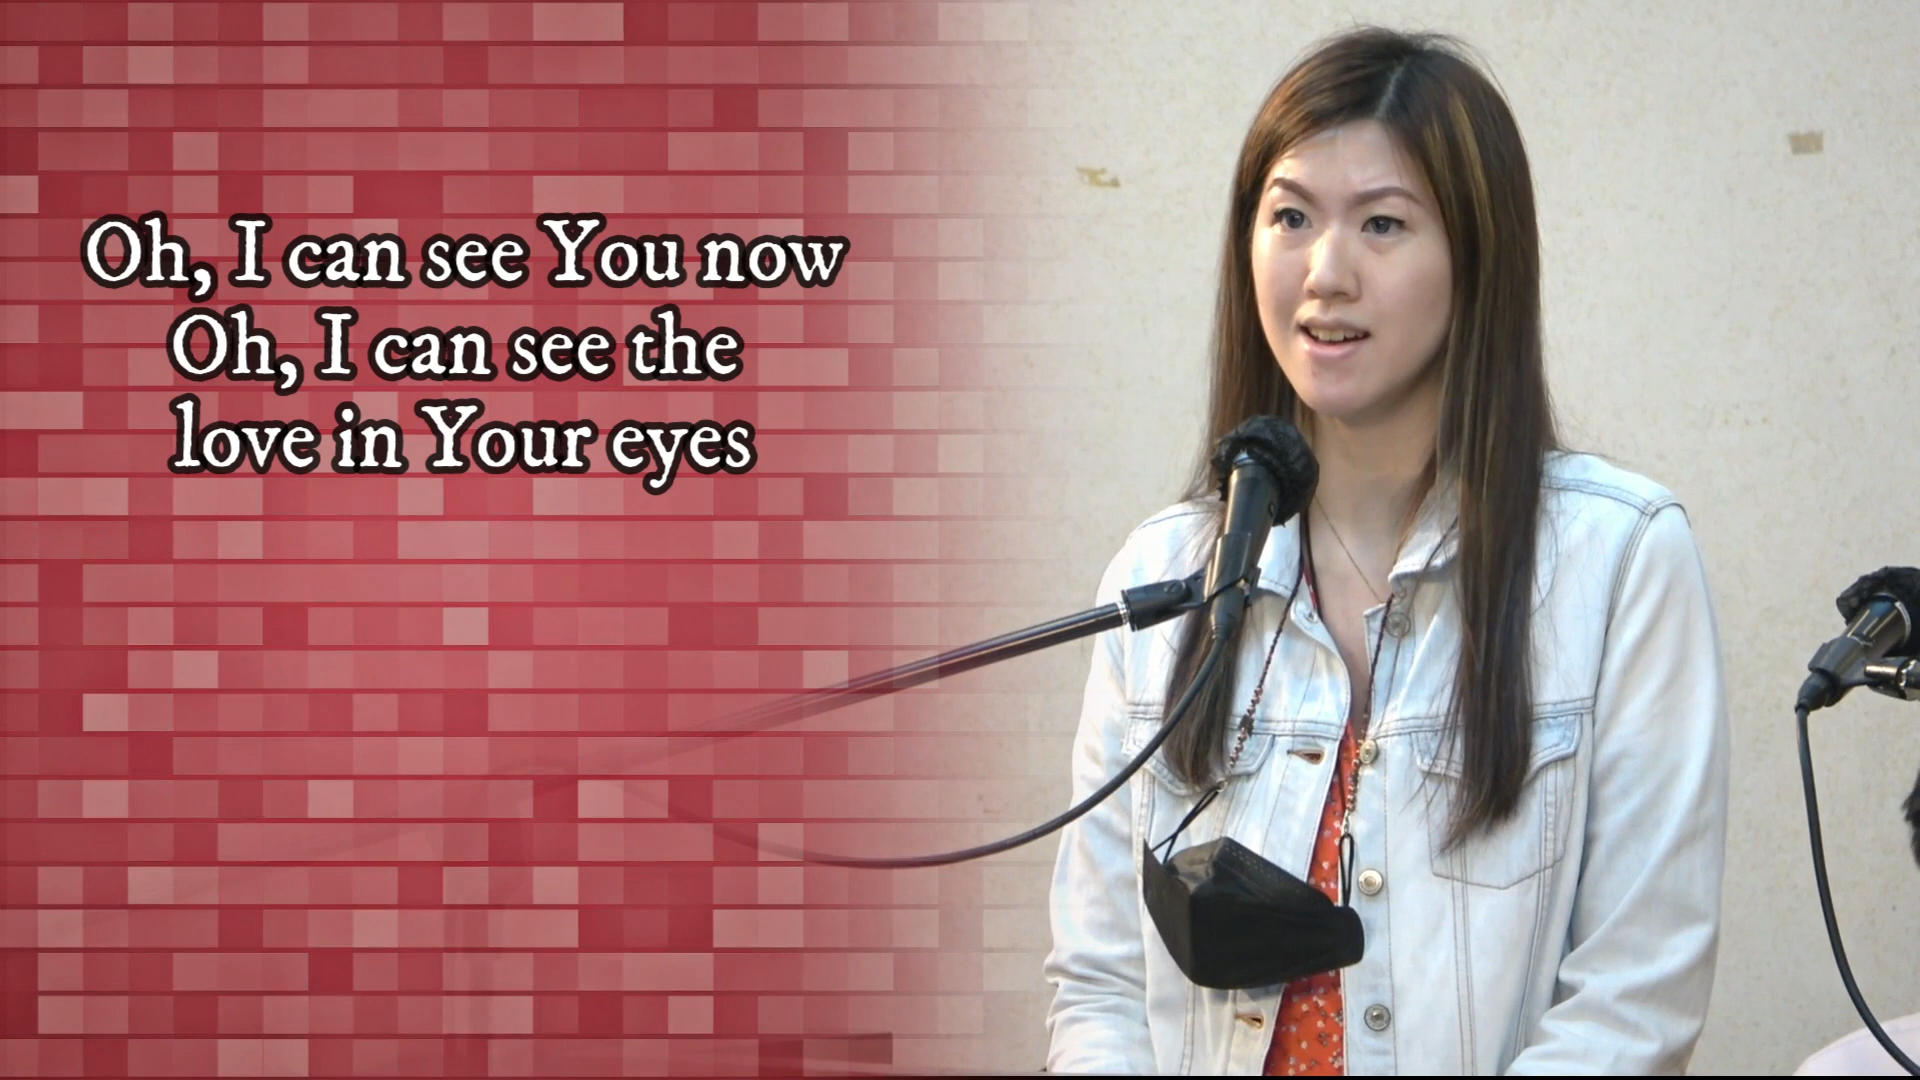 Oh, I can see You now
Oh, I can see the
love in Your eyes